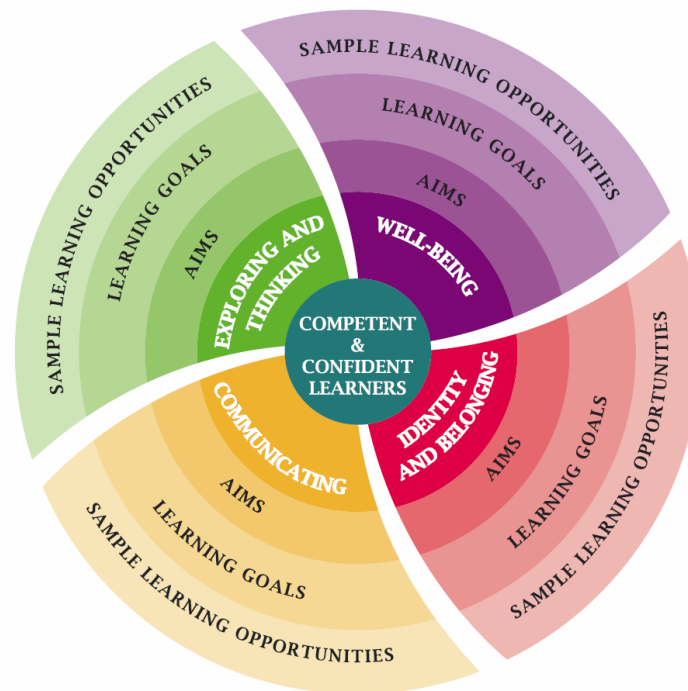 COMPETENT
&
CONFIDENT
LEARNERS
WELL-BEING
AIMS
LEARNING GOALS
SAMPLE LEARNING OPPORTUNITIES
IDENTITY
AND BELONGING
AIMS
LEARNING GOALS
SAMPLE LEARNING OPPORTUNITIES
COMMUNICATING
AIMS
LEARNING GOALS
SAMPLE LEARNING OPPORTUNITIES
EXPLORING AND
THINKING
AIMS
LEARNING GOALS
SAMPLE LEARNING OPPORTUNITIES